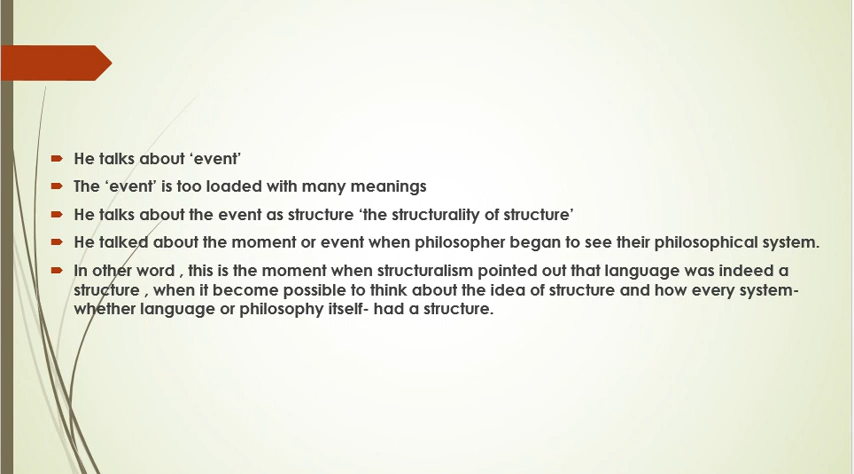 He talks about ‘event’
The ‘event’ is too loaded with many meanings
He talks about the event as structure ‘the structurality of structure’
He talked about the moment or event when philosopher began to see their philosophical system.
In other word , this is the moment when structuralism pointed out that language was indeed a
structure , when it become possible to think about the idea of structure and how every system-
whether language or philosophy itself- had a structure.